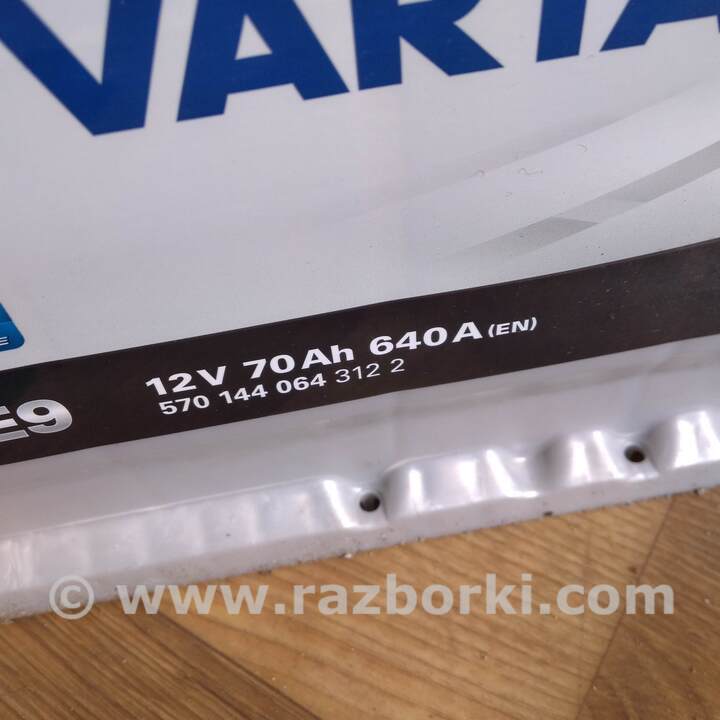 VARTA
12V 70Ah 640A (EN)
570 144 064 312 2
E9
© www.razborki.com